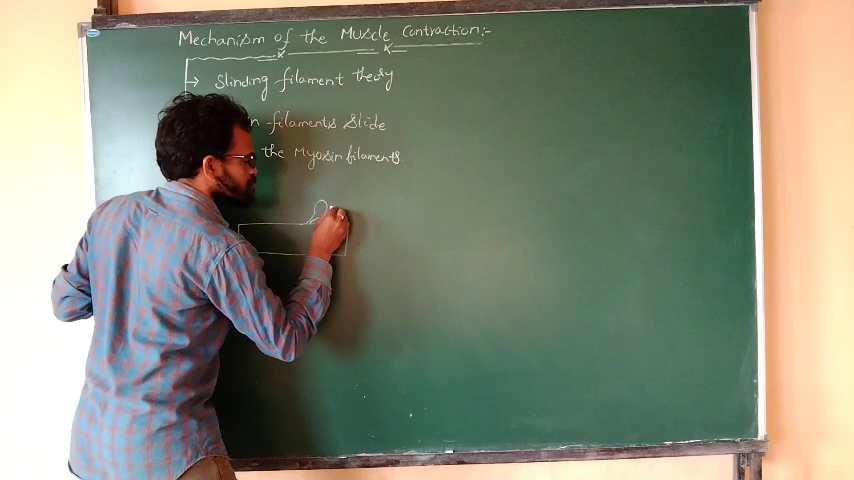 Mechanism of the Muscle Contraction:-
→ Slinding filament theory
filaments slide
the Myosin filaments